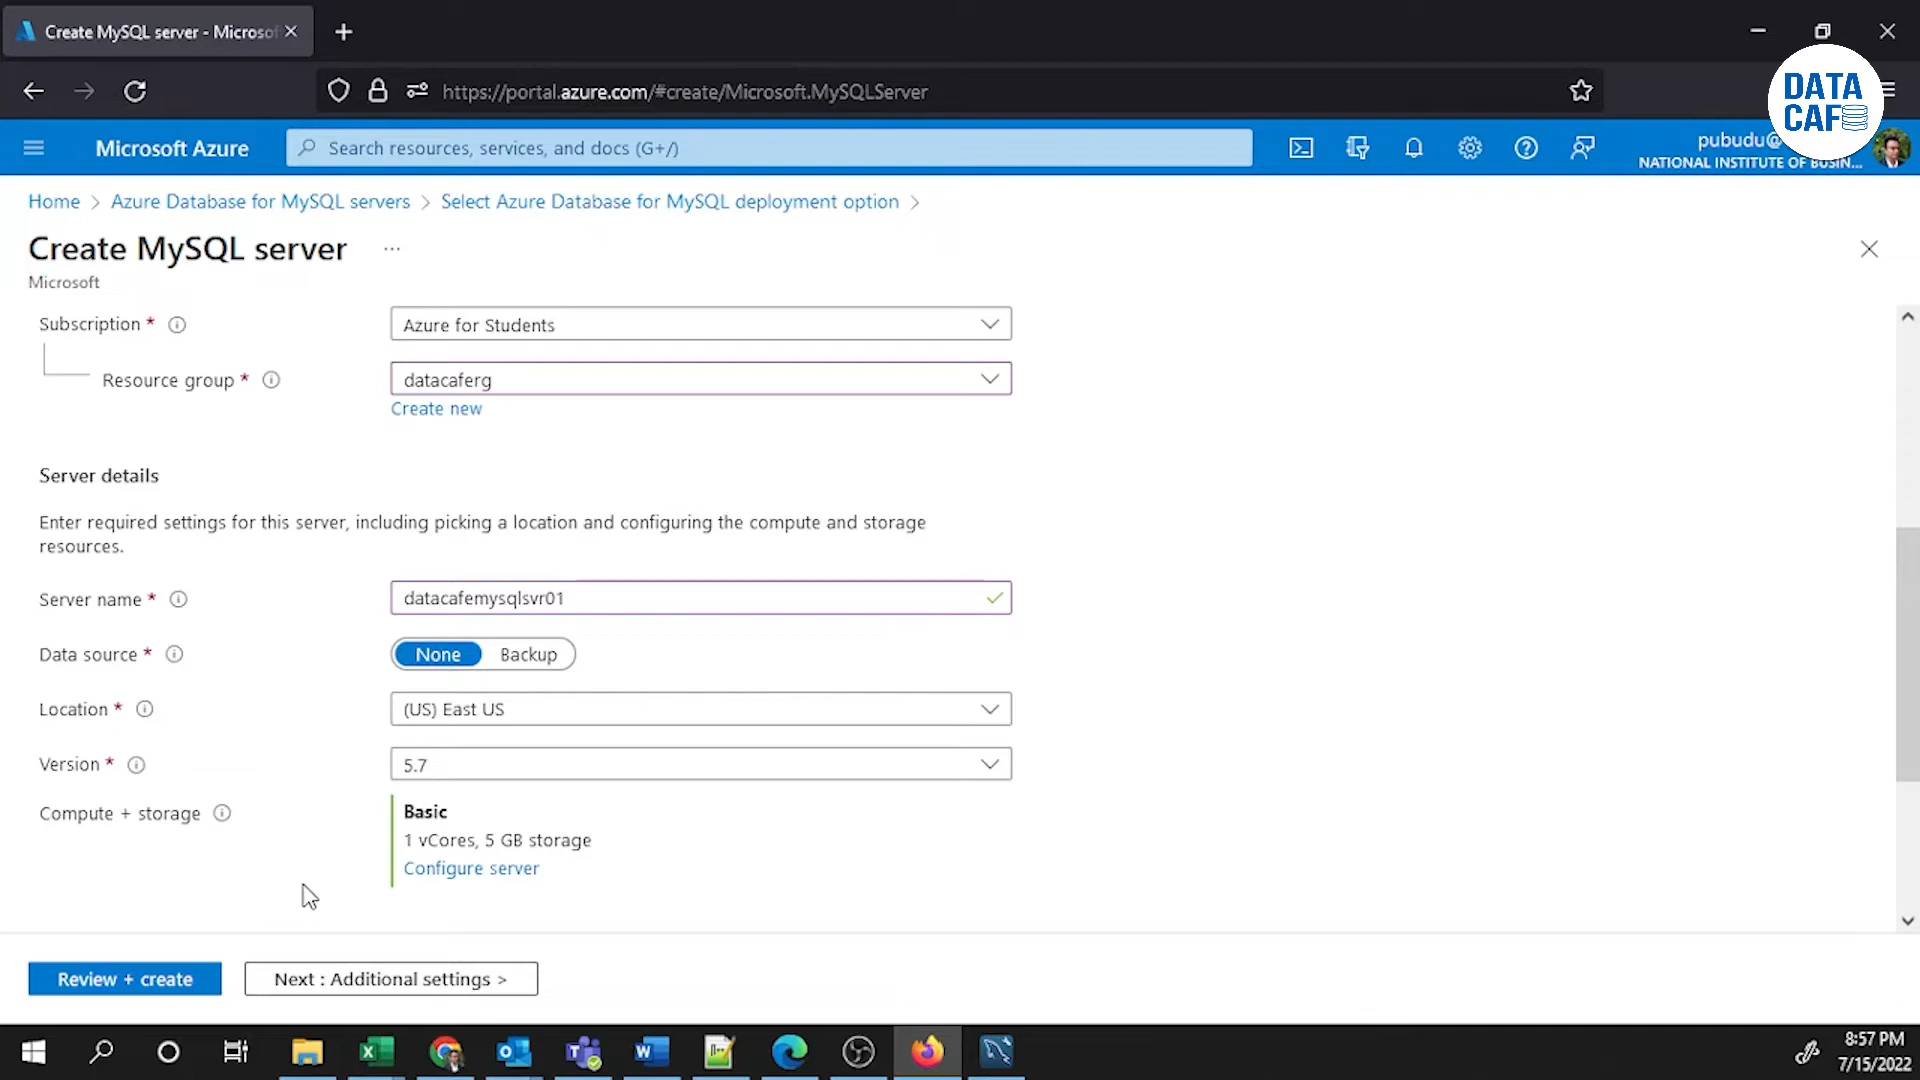 Create MySQL server - Microso
https://portal.azure.com/#create/Microsoft.MySQLServer
DATA
CAF
Microsoft Azure
Search resources, services, and docs (G+/)
pubudu@
NATIONAL INSTITUTE OF BUSIN...
Home > Azure Database for MySQL servers > Select Azure Database for MySQL deployment option >
Create MySQL server ...
Microsoft
Subscription *
Azure for Students
Resource group *
datacaferg
Create new
Server details
Enter required settings for this server, including picking a location and configuring the compute and storage
resources.
Server name *
datacafemysqlsvr01
Data source *
None Backup
Location *
(US) East US
Version *
5.7
Compute + storage
Basic
1 vCores, 5 GB storage
Configure server
Review + create
Next : Additional settings >
8:57 PM
7/15/2022